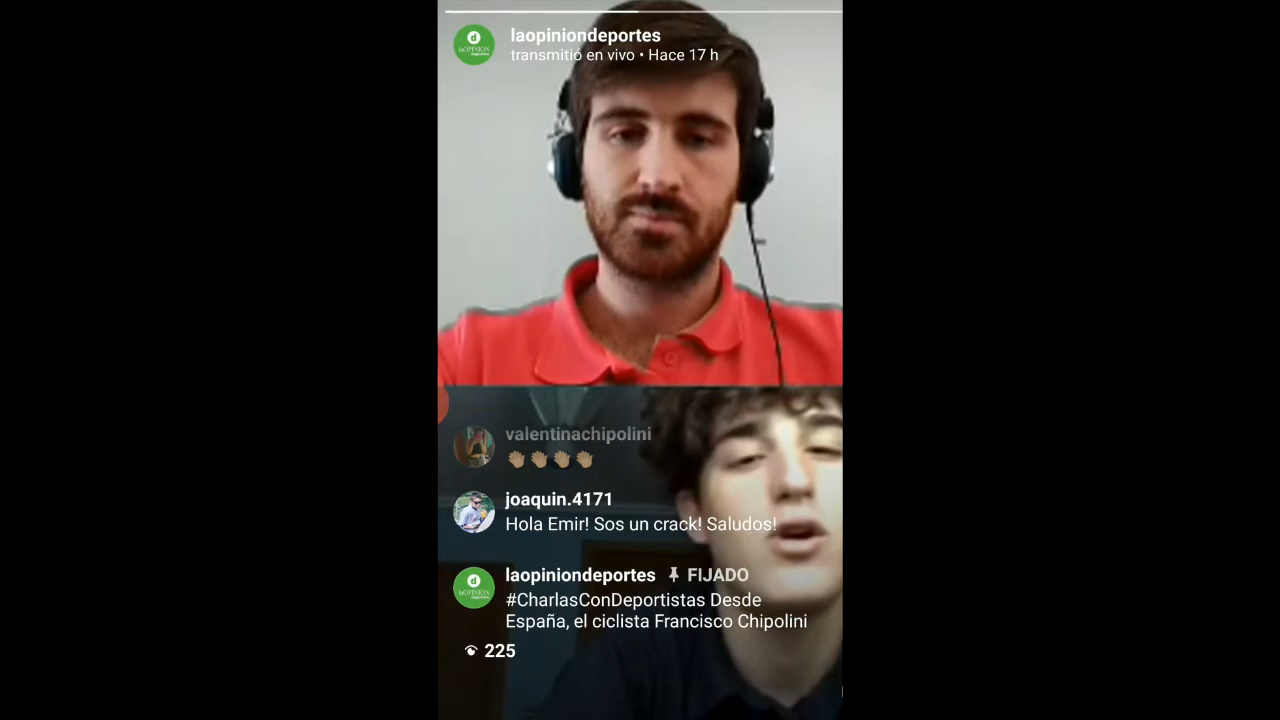 laopiniondeportes
transmitió en vivo • Hace 17 h
valentinachipolini
👏🏼👏🏼👏🏼👏🏼
joaquin.4171
Hola Emir! Sos un crack! Saludos!
laopiniondeportes FIJADO
#CharlasConDeportistas Desde
España, el ciclista Francisco Chipolini
225